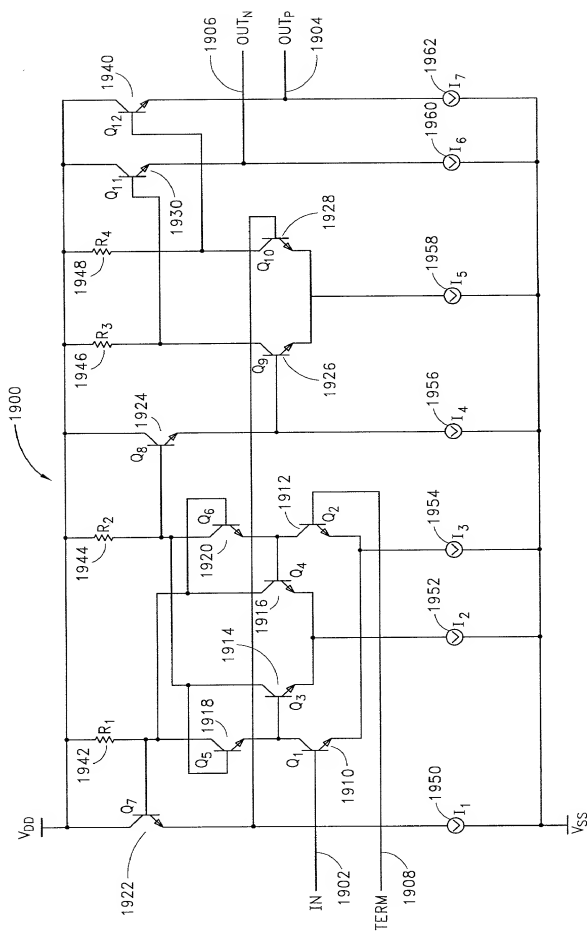 1900
V_DD
Q7
1922
R1
1942
Q5
1918
Q1
1910
IN
1902
TERM
1908
1950
I1
V_SS
1914
Q3
Q4
1916
R2
1944
Q6
1920
1912
Q2
1952
I2
1954
I3
Q8
1924
1956
I4
R3
1946
Q9
1926
R4
1948
Q10
1928
1958
I5
Q11
1930
Q12
1940
1906
OUT_N
OUT_P
1904
1960
I6
1962
I7